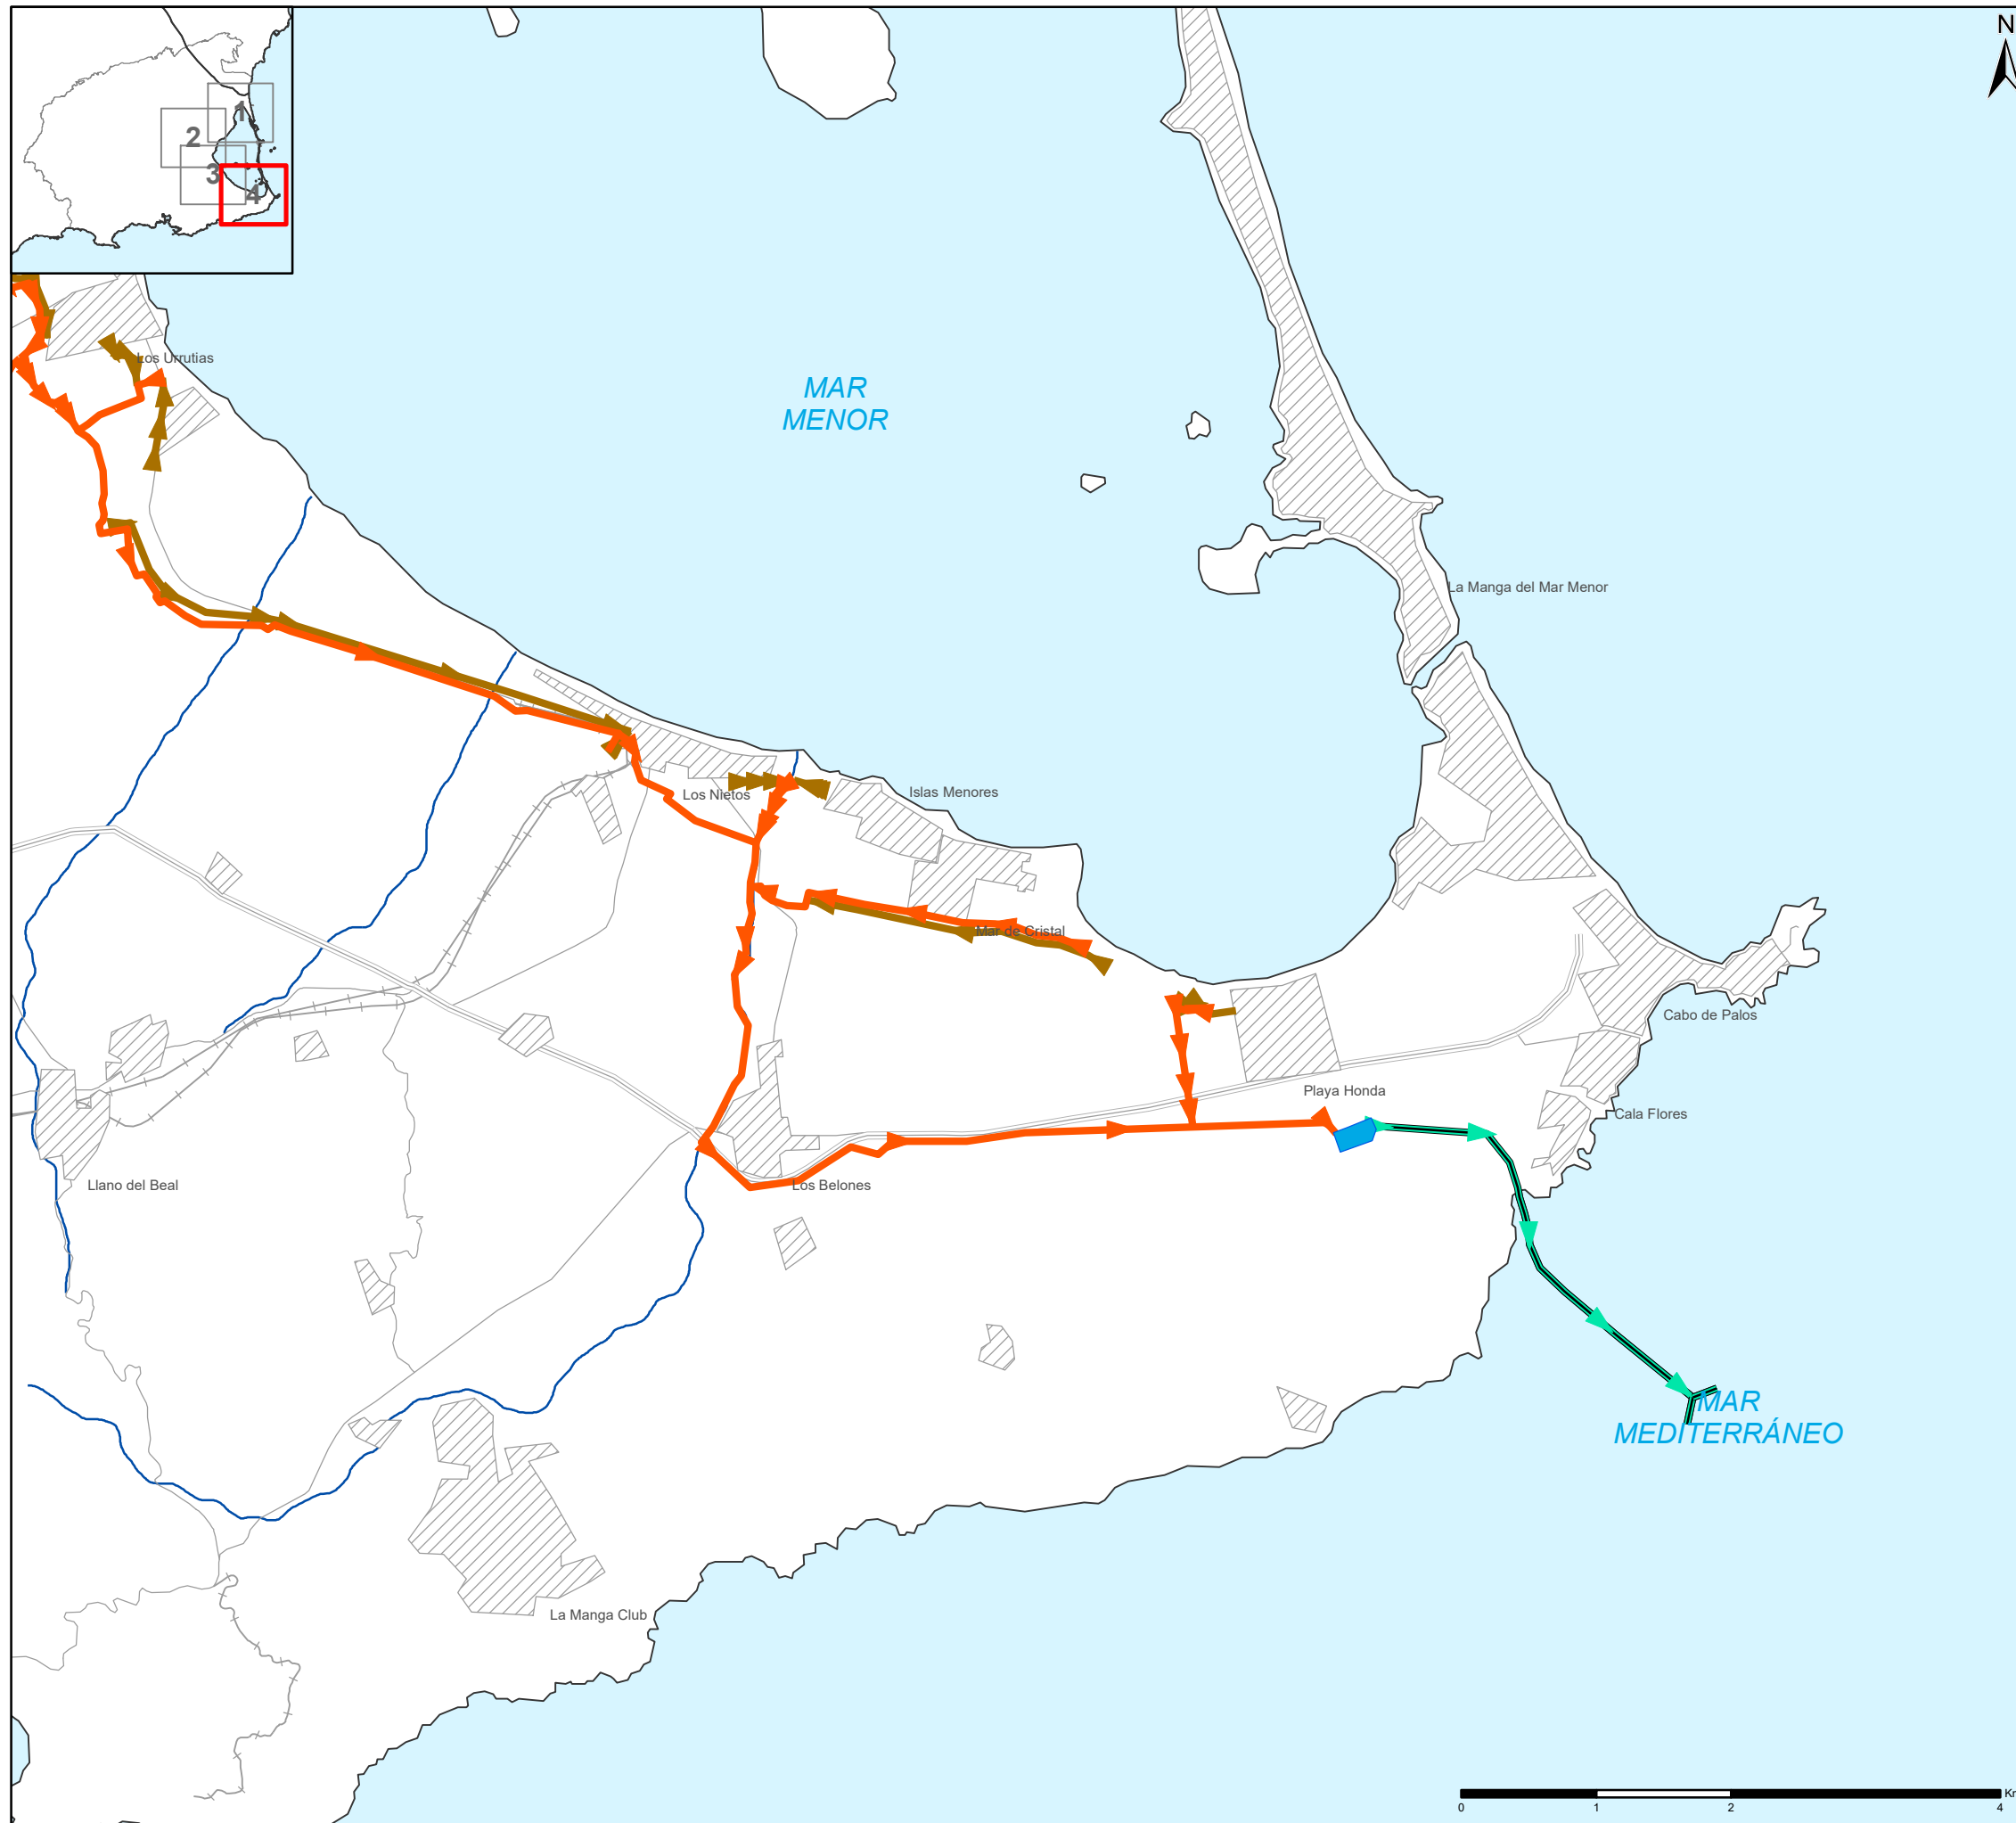 N
1
2
3
4
Los Urrutias
MAR
MENOR
La Manga del Mar Menor
Los Nietos
Islas Menores
Mar de Cristal
Cabo de Palos
Playa Honda
Cala Flores
Llano del Beal
Los Belones
MAR
MEDITERRÁNEO
La Manga Club
0 1 2 4